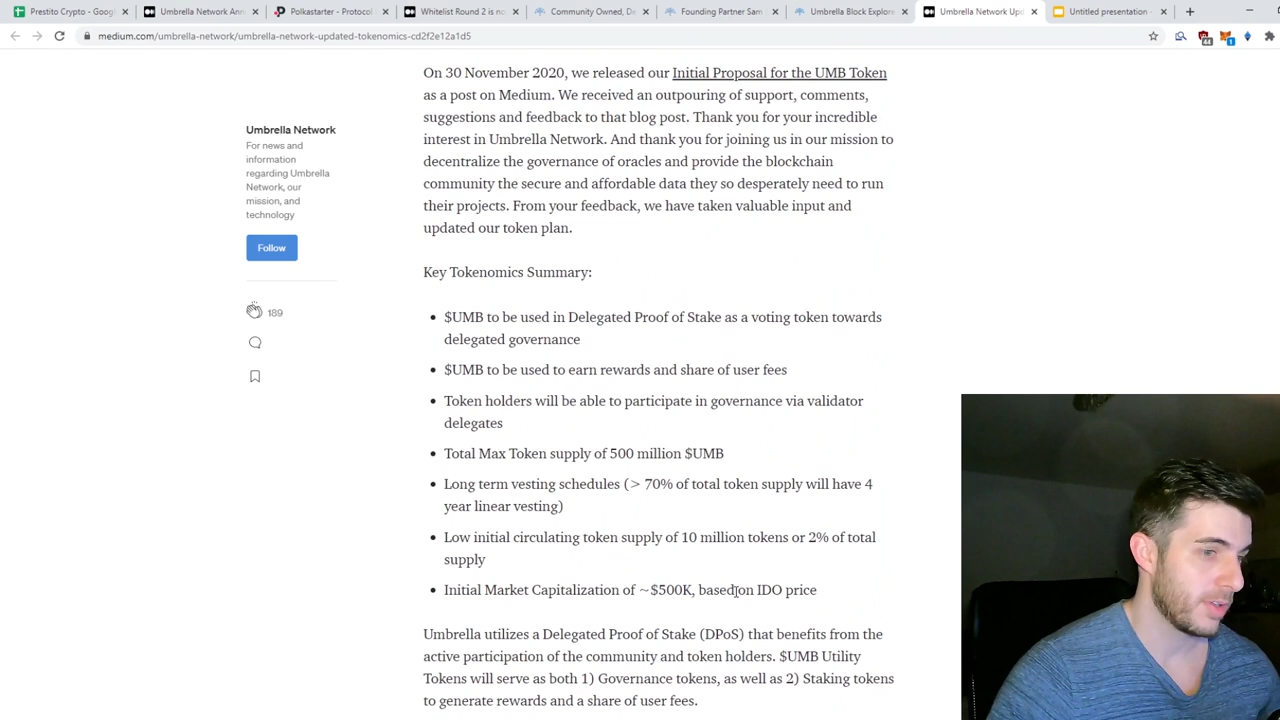 Prestito Crypto - Googl
Umbrella Network Ann
Polkastarter - Protocol
Whitelist Round 2 is no
Community Owned, De
Founding Partner Sam
Umbrella Block Explore
Umbrella Network Upd
Untitled presentation -
medium.com/umbrella-network/umbrella-network-updated-tokenomics-cd2f2e12a1d5
44
1
Umbrella Network
For news and
information
regarding Umbrella
Network, our
mission, and
technology
Follow
189
On 30 November 2020, we released our Initial Proposal for the UMB Token
as a post on Medium. We received an outpouring of support, comments,
suggestions and feedback to that blog post. Thank you for your incredible
interest in Umbrella Network. And thank you for joining us in our mission to
decentralize the governance of oracles and provide the blockchain
community the secure and affordable data they so desperately need to run
their projects. From your feedback, we have taken valuable input and
updated our token plan.
Key Tokenomics Summary:
• $UMB to be used in Delegated Proof of Stake as a voting token towards
delegated governance
• $UMB to be used to earn rewards and share of user fees
• Token holders will be able to participate in governance via validator
delegates
• Total Max Token supply of 500 million $UMB
• Long term vesting schedules (> 70% of total token supply will have 4
year linear vesting)
• Low initial circulating token supply of 10 million tokens or 2% of total
supply
• Initial Market Capitalization of ~$500K, based on IDO price
Umbrella utilizes a Delegated Proof of Stake (DPoS) that benefits from the
active participation of the community and token holders. $UMB Utility
Tokens will serve as both 1) Governance tokens, as well as 2) Staking tokens
to generate rewards and a share of user fees.